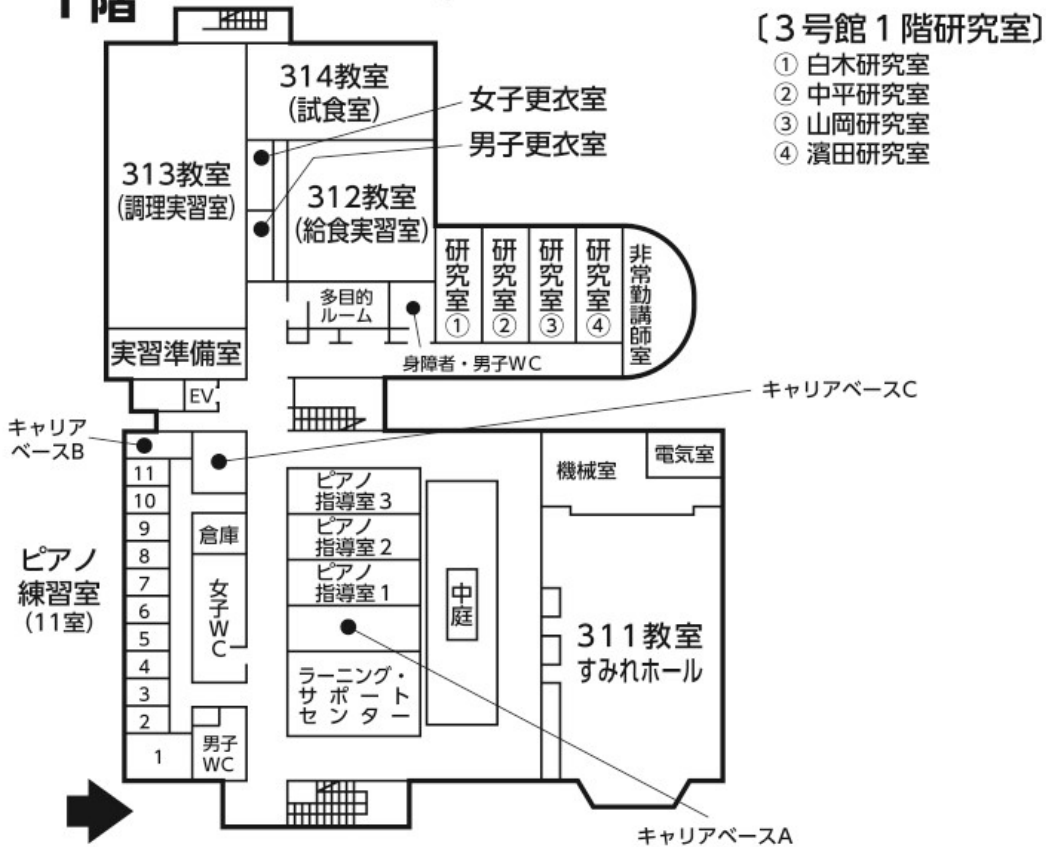 1階
〔3号館1階研究室〕
① 白木研究室
② 中平研究室
③ 山岡研究室
④ 濱田研究室
314教室
(試食室)
女子更衣室
男子更衣室
313教室
(調理実習室)
312教室
(給食実習室)
研究室①
研究室②
研究室③
研究室④
非常勤講師室
多目的
ルーム
実習準備室
身障者・男子WC
EV
キャリアベースC
キャリア
ベースB
機械室
電気室
11
10
9
8
7
6
5
4
3
2
1
ピアノ
練習室
(11室)
倉庫
女子WC
男子
WC
ピアノ
指導室3
ピアノ
指導室2
ピアノ
指導室1
中庭
ラーニング・
サポート
センター
311教室
すみれホール
キャリアベースA